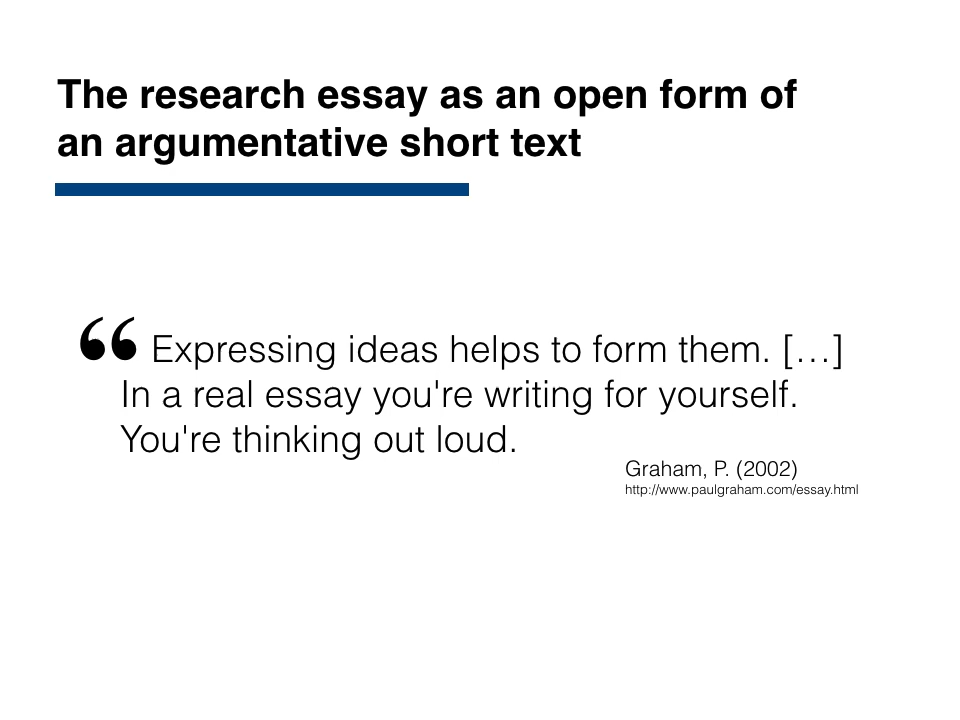 The research essay as an open form of
an argumentative short text
“ Expressing ideas helps to form them. […]
In a real essay you're writing for yourself.
You're thinking out loud.
Graham, P. (2002)
http://www.paulgraham.com/essay.html